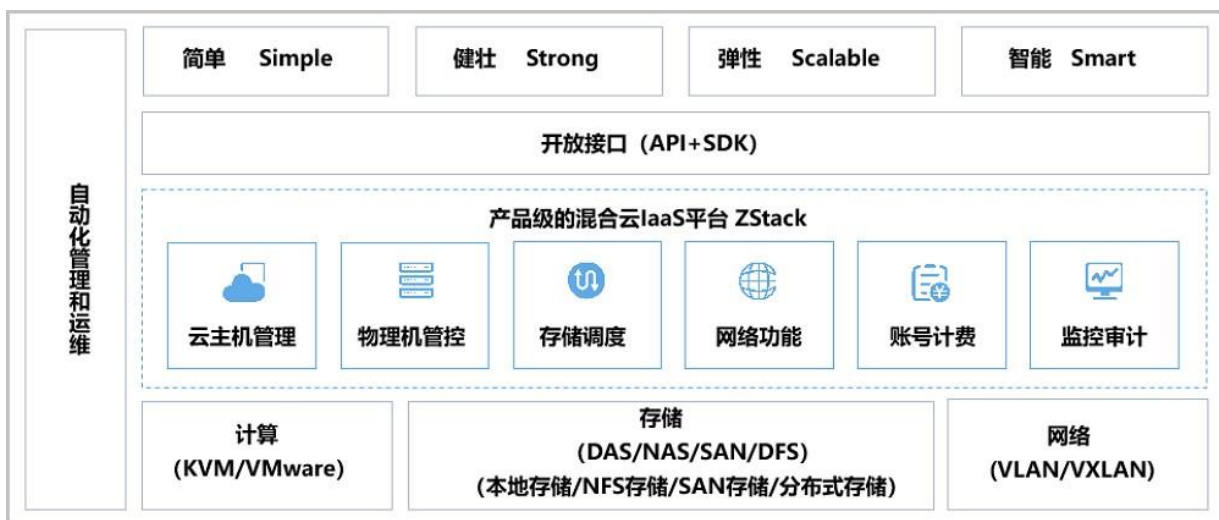 自动化管理和运维
简单 Simple
健壮 Strong
弹性 Scalable
智能 Smart
开放接口（API+SDK）
产品级的混合云IaaS平台 ZStack
云主机管理
物理机管控
存储调度
网络功能
账号计费
监控审计
计算
（KVM/VMware）
存储
（DAS/NAS/SAN/DFS）
（本地存储/NFS存储/SAN存储/分布式存储）
网络
（VLAN/VXLAN）